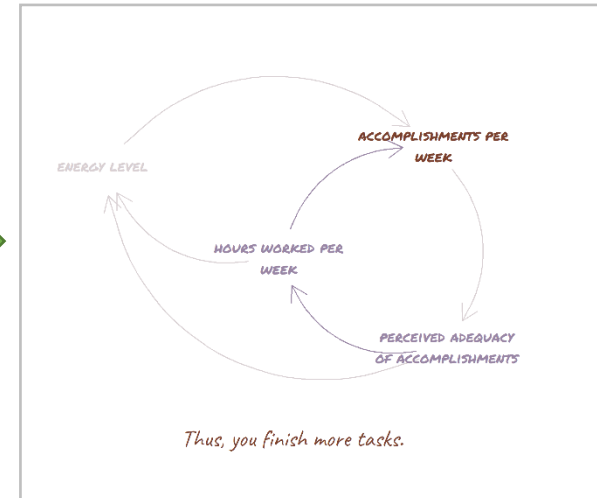 ACCOMPLISHMENTS PER
WEEK
ENERGY LEVEL
HOURS WORKED PER
WEEK
PERCEIVED ADEQUACY
OF ACCOMPLISHMENTS
Thus, you finish more tasks.